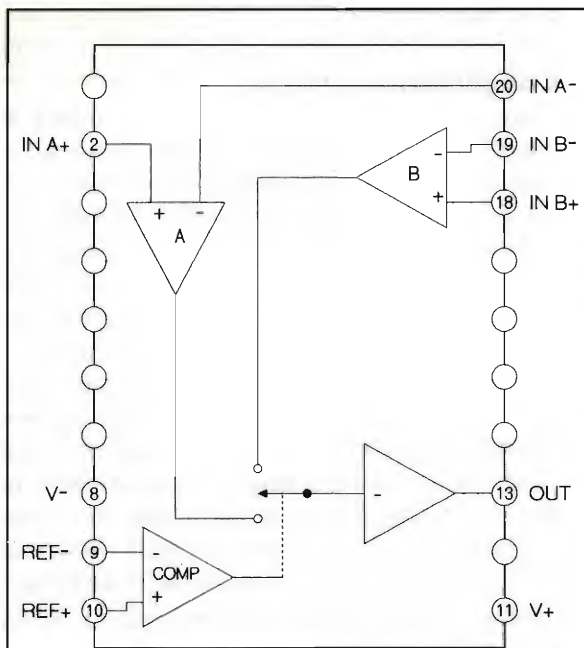 20 IN A-
IN A+ 2
19 IN B-
- B
+ -
A
+ 18 IN B+
V- 8
- 13 OUT
REF- 9 -
COMP
REF+ 10 +
11 V+